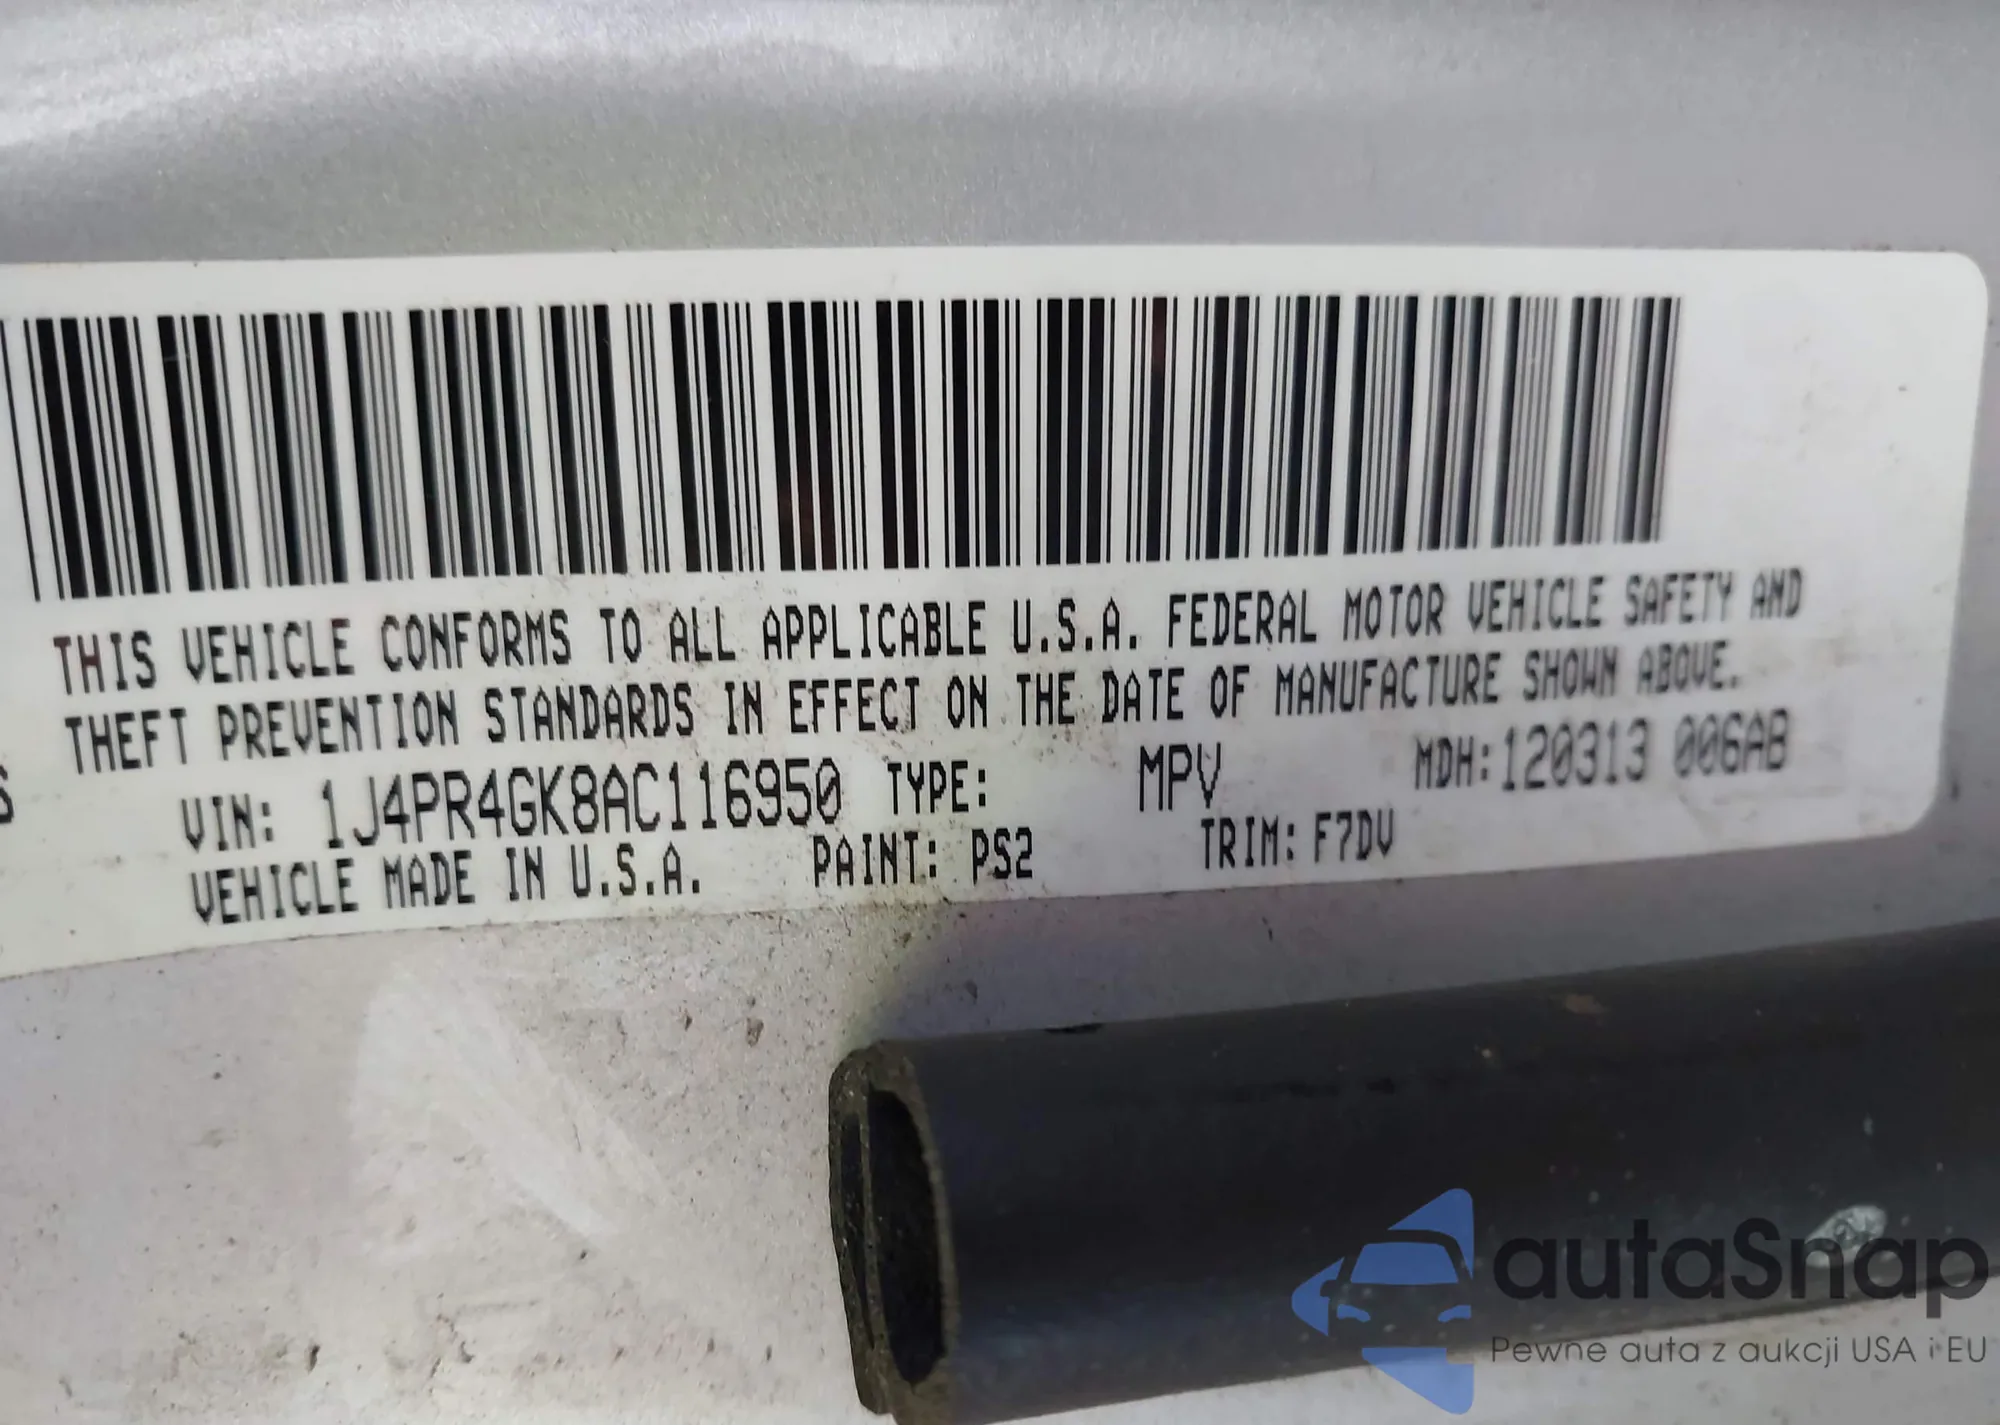 THIS VEHICLE CONFORMS TO ALL APPLICABLE U.S.A. FEDERAL MOTOR VEHICLE SAFETY AND
THEFT PREVENTION STANDARDS IN EFFECT ON THE DATE OF MANUFACTURE SHOWN ABOVE.
VIN: 1J4PR4GK8AC116950 TYPE: MPV MDH: 120313 006AB
VEHICLE MADE IN U.S.A. PAINT: PS2 TRIM: F7DV
autaSnap
Pewne auta z aukcji USA i EU